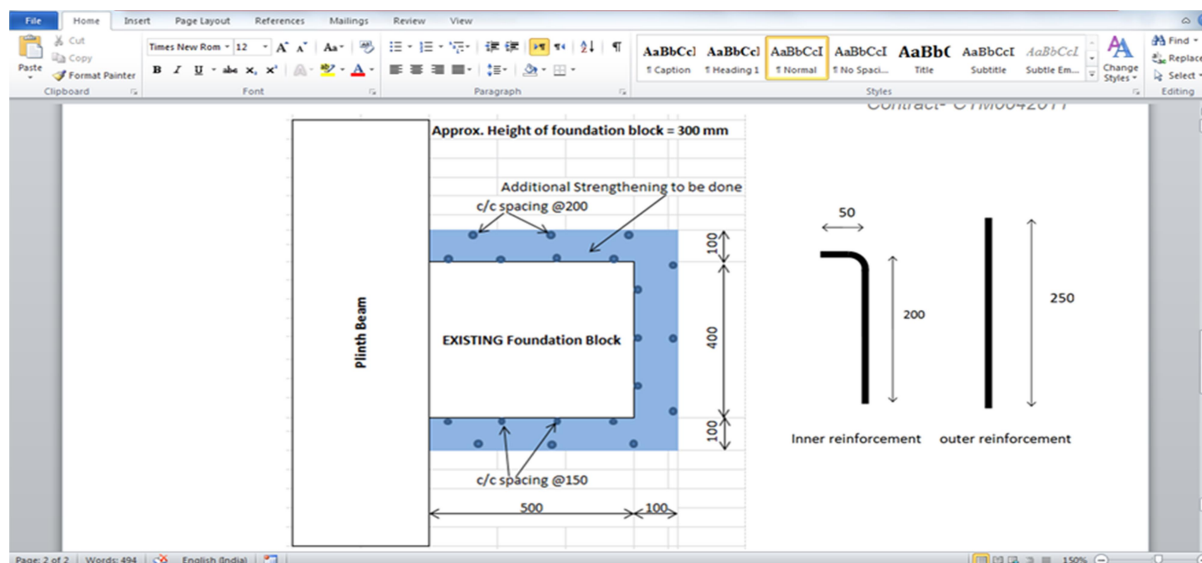 File Home Insert Page Layout References Mailings Review View
Cut
Copy
Format Painter
Paste
Clipboard
Times New Rom 12
Font
Paragraph
AaBbCcI AaBbCcI AaBbCcI AaBbCcI AaBbC AaBbCcI AaBbCcI
¶ Caption ¶ Heading 1 ¶ Normal ¶ No Spaci... Title Subtitle Subtle Em...
Styles
Change
Styles
Find
Replace
Select
Editing
Approx. Height of foundation block = 300 mm
Additional Strengthening to be done
c/c spacing @200
100
400
100
Plinth Beam
EXISTING Foundation Block
c/c spacing @150
500
100
50
200
250
Inner reinforcement outer reinforcement
Page: 2 of 2 Words: 494 English (India) 150%